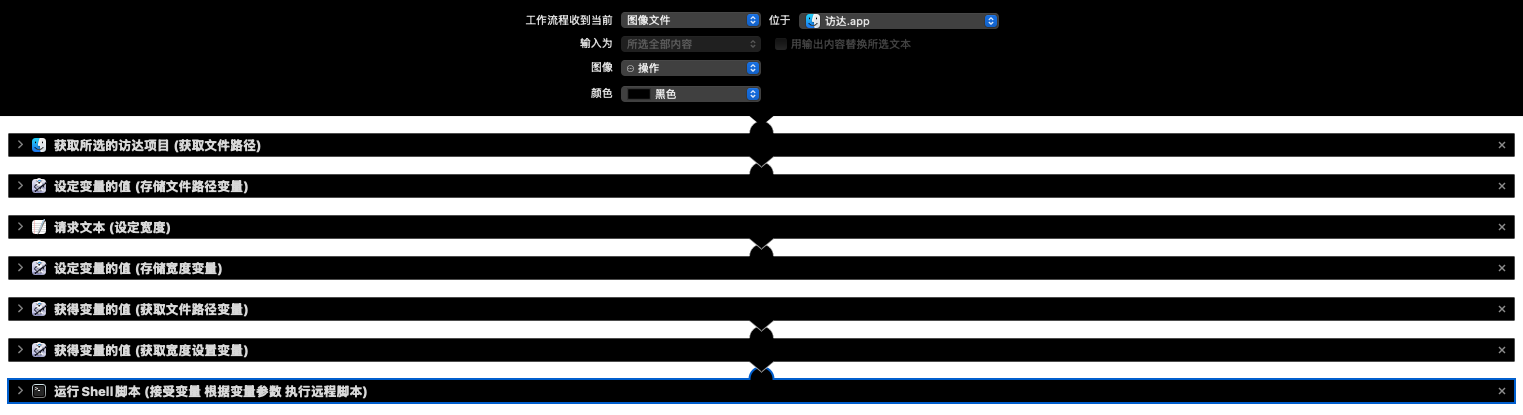 工作流程收到当前 图像文件 位于 访达.app
输入为 所选全部内容 用输出内容替换所选文本
图像 操作
颜色 黑色
获取所选的访达项目 (获取文件路径)
设定变量的值 (存储文件路径变量)
请求文本 (设定宽度)
设定变量的值 (存储宽度变量)
获得变量的值 (获取文件路径变量)
获得变量的值 (获取宽度设置变量)
运行 Shell 脚本 (接受变量 根据变量参数 执行远程脚本)